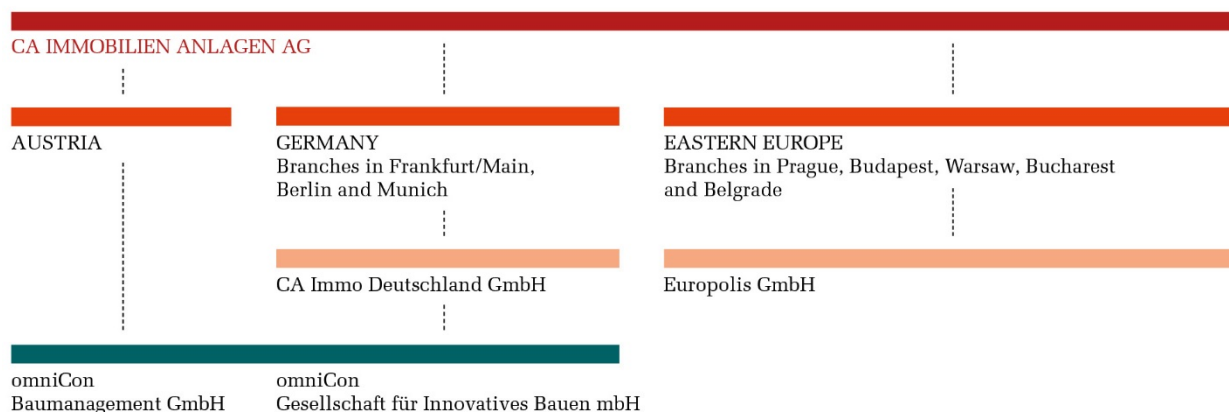 CA IMMOBILIEN ANLAGEN AG
AUSTRIA
GERMANY
Branches in Frankfurt/Main,
Berlin and Munich
EASTERN EUROPE
Branches in Prague, Budapest, Warsaw, Bucharest
and Belgrade
CA Immo Deutschland GmbH
Europolis GmbH
omniCon
Baumanagement GmbH
omniCon
Gesellschaft für Innovatives Bauen mbH